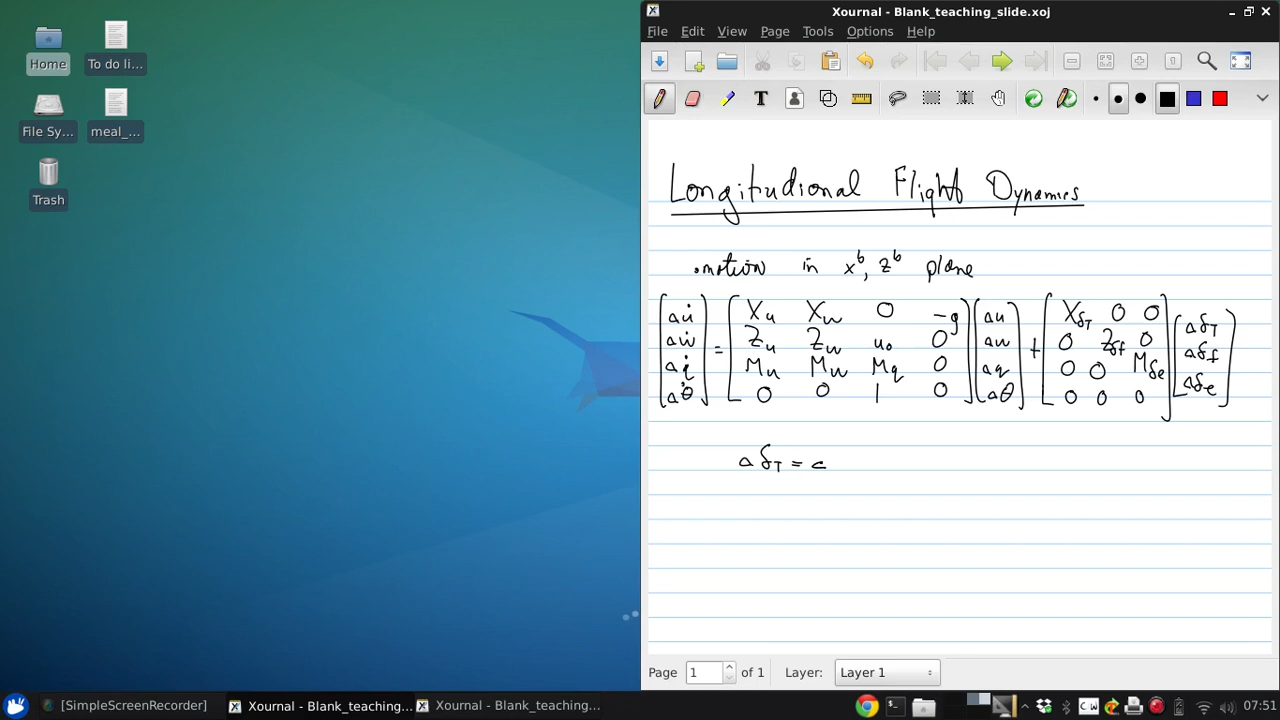 Xournal - Blank_teaching_slide.xoj
File Edit View Page Tools Options Help
Home
To do li...
File Sy...
meal_...
Trash
Longitudional Flight Dynamics
• motion in x^b, z^b plane
[Δu̇ Δẇ Δq̇ Δθ̇] = [Xu Xw 0 -g; Zu Zw u₀ 0; Mu Mw Mq 0; 0 0 1 0] [Δu Δw Δq Δθ] + [XδT 0 0; 0 Zδf 0; 0 0 Mδe; 0 0 0] [ΔδT Δδf Δδe]
ΔδT = c
Page 1 of 1 Layer: Layer 1
[SimpleScreenRecorder] Xournal - Blank_teaching... Xournal - Blank_teaching... 07:51